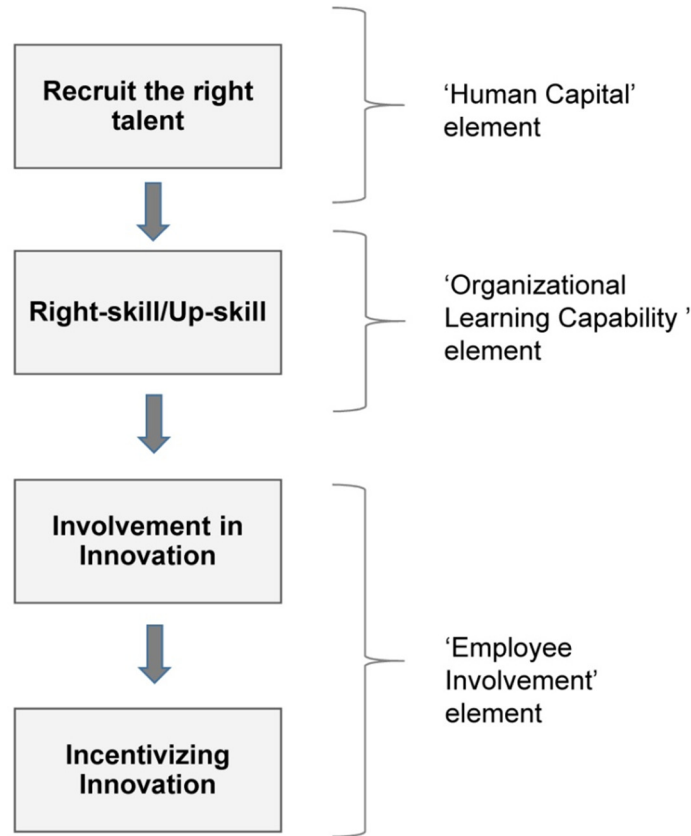 Recruit the right
talent
‘Human Capital’
element
Right-skill/Up-skill
‘Organizational
Learning Capability ’
element
Involvement in
Innovation
‘Employee
Involvement’
element
Incentivizing
Innovation